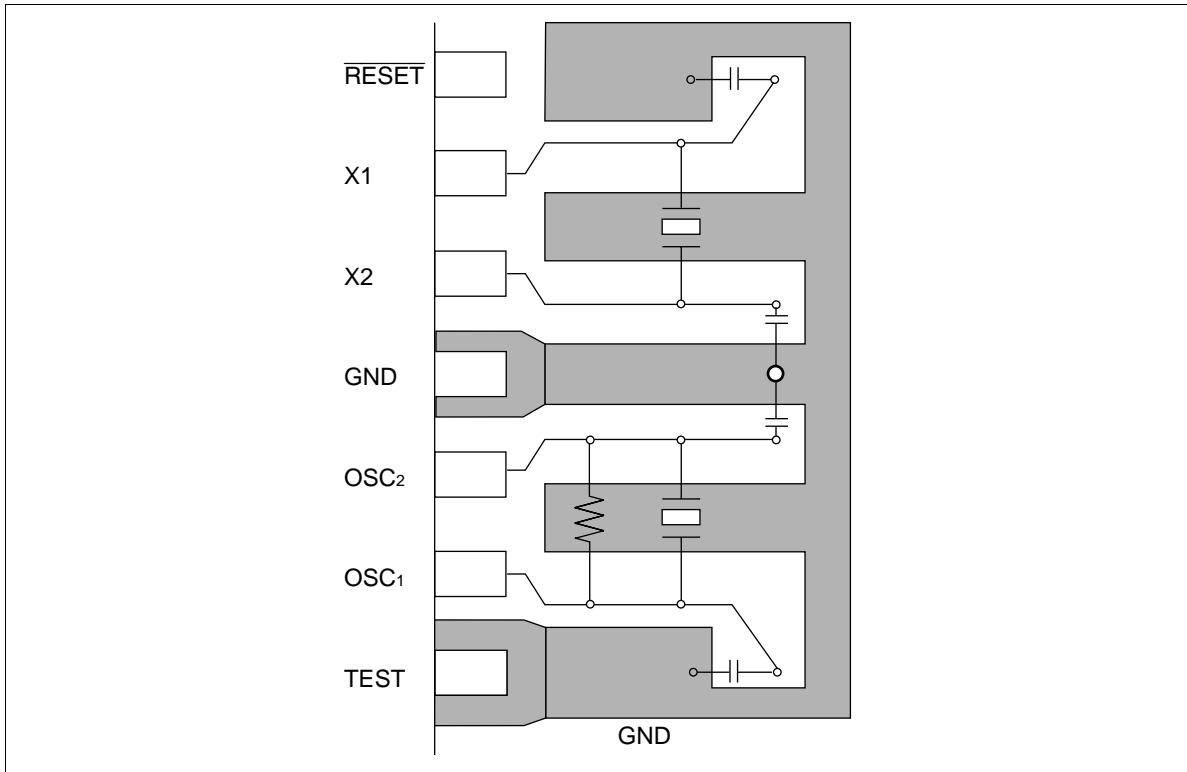 RESET
X1
X2
GND
OSC2
OSC1
TEST
GND